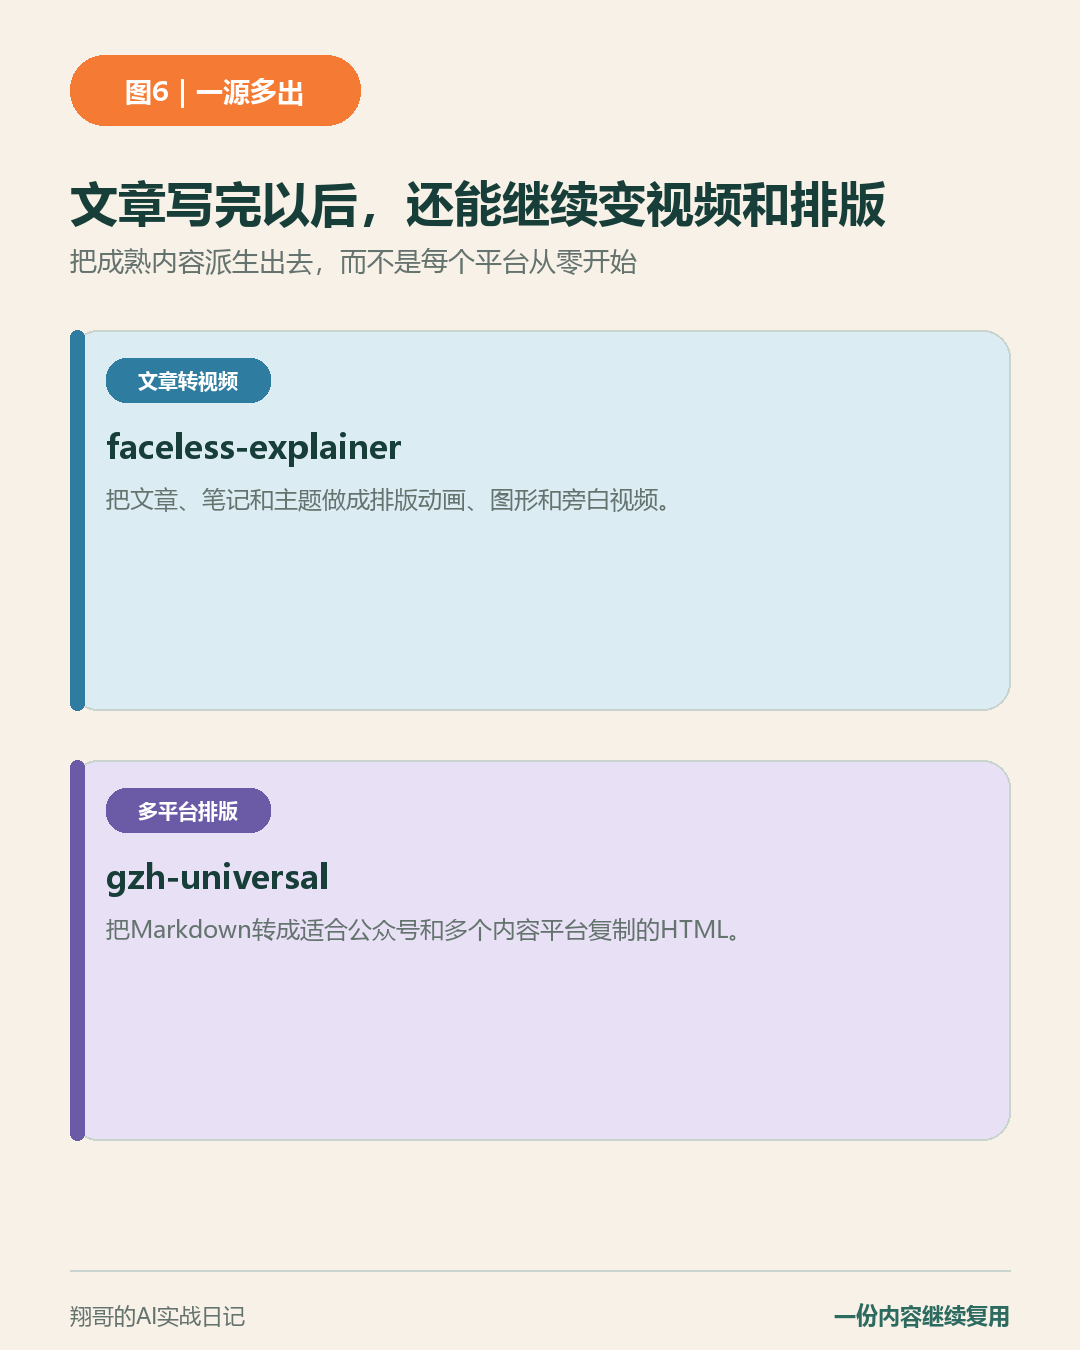 图6｜一源多出
文章写完以后，还能继续变视频和排版
把成熟内容派生出去，而不是每个平台从零开始
文章转视频
faceless-explainer
把文章、笔记和主题做成排版动画、图形和旁白视频。
多平台排版
gzh-universal
把Markdown转成适合公众号和多个内容平台复制的HTML。
翔哥的AI实战日记
一份内容继续复用